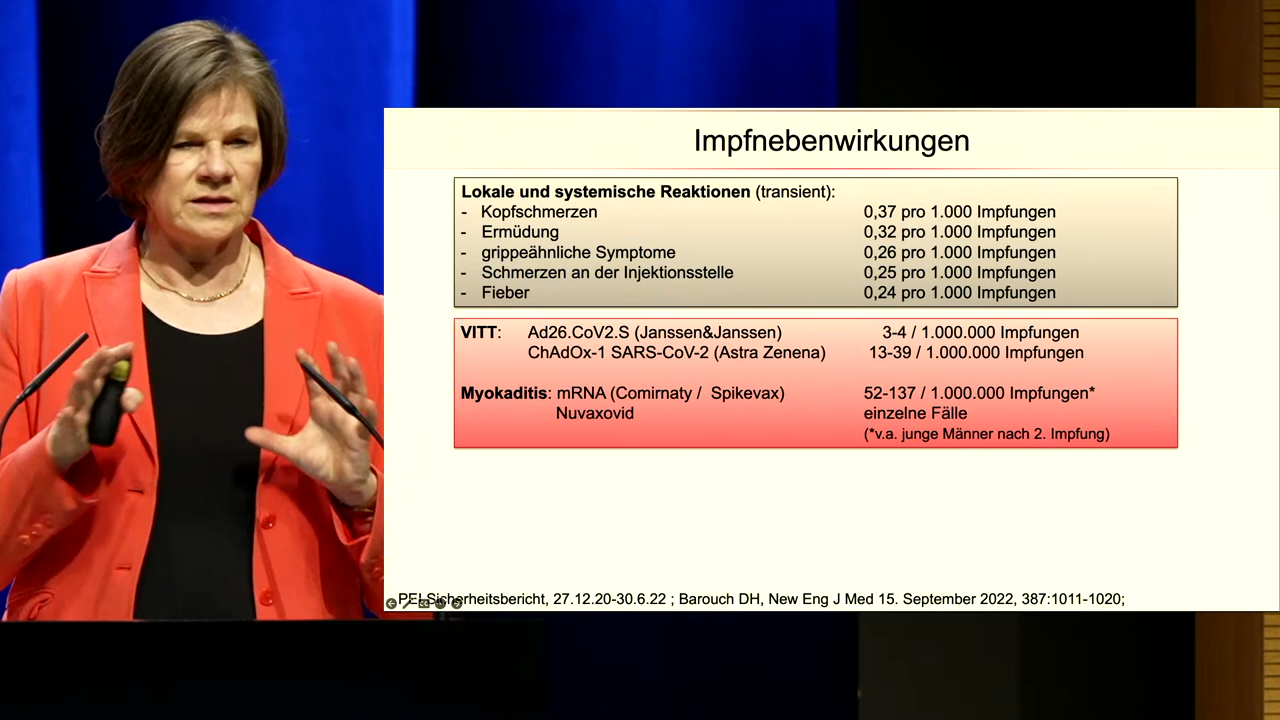 Impfnebenwirkungen
Lokale und systemische Reaktionen (transient):
- Kopfschmerzen 0,37 pro 1.000 Impfungen
- Ermüdung 0,32 pro 1.000 Impfungen
- grippeähnliche Symptome 0,26 pro 1.000 Impfungen
- Schmerzen an der Injektionsstelle 0,25 pro 1.000 Impfungen
- Fieber 0,24 pro 1.000 Impfungen
VITT: Ad26.CoV2.S (Janssen&Janssen) 3-4 / 1.000.000 Impfungen
ChAdOx-1 SARS-CoV-2 (Astra Zenena) 13-39 / 1.000.000 Impfungen
Myokaditis: mRNA (Comirnaty / Spikevax) 52-137 / 1.000.000 Impfungen*
Nuvaxovid einzelne Fälle
(*v.a. junge Männer nach 2. Impfung)
PEI Sicherheitsbericht, 27.12.20-30.6.22 ; Barouch DH, New Eng J Med 15. September 2022, 387:1011-1020;